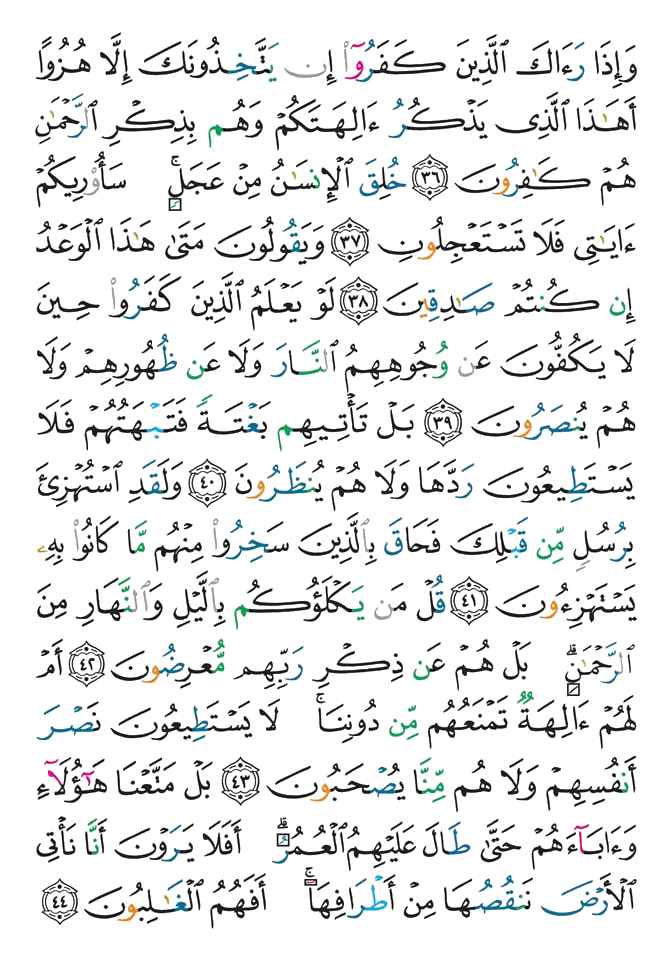 وَإِذَا رَءَاكَ ٱلَّذِينَ كَفَرُوٓا۟ إِن يَتَّخِذُونَكَ إِلَّا هُزُوًا
أَهَٰذَا ٱلَّذِى يَذْكُرُ ءَالِهَتَكُمْ وَهُم بِذِكْرِ ٱلرَّحْمَٰنِ
هُمْ كَٰفِرُونَ ٣٦ خُلِقَ ٱلْإِنسَٰنُ مِنْ عَجَلٍۢ ۚ سَأُو۟رِيكُمْ
ءَايَٰتِى فَلَا تَسْتَعْجِلُونِ ٣٧ وَيَقُولُونَ مَتَىٰ هَٰذَا ٱلْوَعْدُ
إِن كُنتُمْ صَٰدِقِينَ ٣٨ لَوْ يَعْلَمُ ٱلَّذِينَ كَفَرُوا۟ حِينَ
لَا يَكُفُّونَ عَن وُجُوهِهِمُ ٱلنَّارَ وَلَا عَن ظُهُورِهِمْ وَلَا
هُمْ يُنصَرُونَ ٣٩ بَلْ تَأْتِيهِم بَغْتَةًۭ فَتَبْهَتُهُمْ فَلَا
يَسْتَطِيعُونَ رَدَّهَا وَلَا هُمْ يُنظَرُونَ ٤٠ وَلَقَدِ ٱسْتُهْزِئَ
بِرُسُلٍۢ مِّن قَبْلِكَ فَحَاقَ بِٱلَّذِينَ سَخِرُوا۟ مِنْهُم مَّا كَانُوا۟ بِهِۦ
يَسْتَهْزِءُونَ ٤١ قُلْ مَن يَكْلَؤُكُم بِٱلَّيْلِ وَٱلنَّهَارِ مِنَ
ٱلرَّحْمَٰنِ ۗ بَلْ هُمْ عَن ذِكْرِ رَبِّهِم مُّعْرِضُونَ ٤٢ أَمْ
لَهُمْ ءَالِهَةٌۭ تَمْنَعُهُم مِّن دُونِنَا ۚ لَا يَسْتَطِيعُونَ نَصْرَ
أَنفُسِهِمْ وَلَا هُم مِّنَّا يُصْحَبُونَ ٤٣ بَلْ مَتَّعْنَا هَٰٓؤُلَآءِ
وَءَابَآءَهُمْ حَتَّىٰ طَالَ عَلَيْهِمُ ٱلْعُمُرُ ۗ أَفَلَا يَرَوْنَ أَنَّا نَأْتِى
ٱلْأَرْضَ نَنقُصُهَا مِنْ أَطْرَافِهَآ ۚ أَفَهُمُ ٱلْغَٰلِبُونَ ٤٤